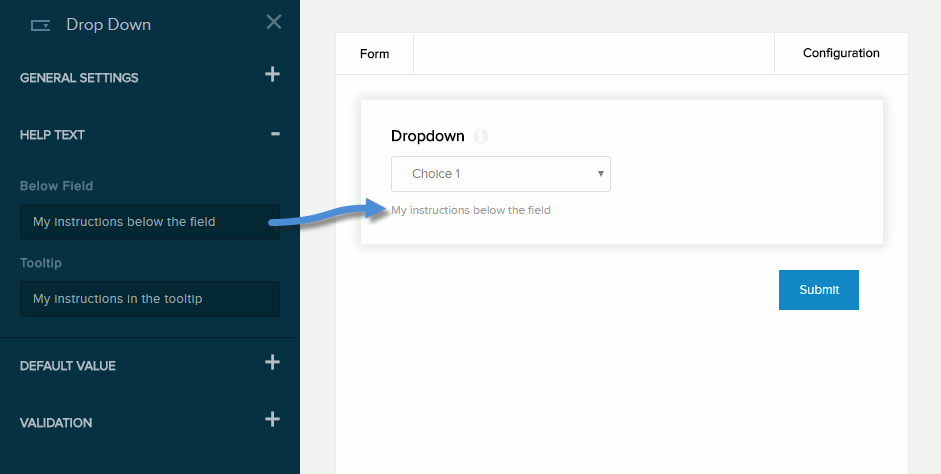 Drop Down
GENERAL SETTINGS
HELP TEXT
Below Field
My instructions below the field
Tooltip
My instructions in the tooltip
DEFAULT VALUE
VALIDATION
Form
Configuration
Dropdown
Choice 1
My instructions below the field
Submit